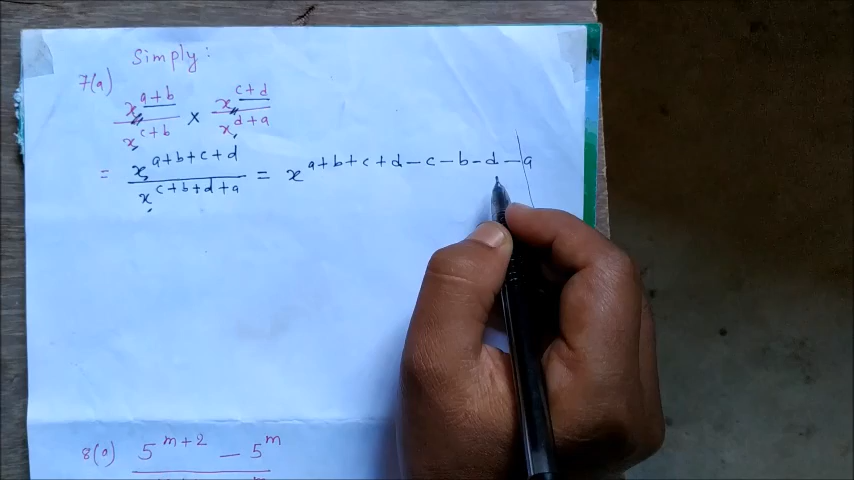 Simply:
7(a) x^{a+b}/x^{c+b} × x^{c+d}/x^{d+a}
= x^{a+b+c+d}/x^{c+b+d+a} = x^{a+b+c+d-c-b-d-a}
8(a) 5^{m+2} - 5^{m}